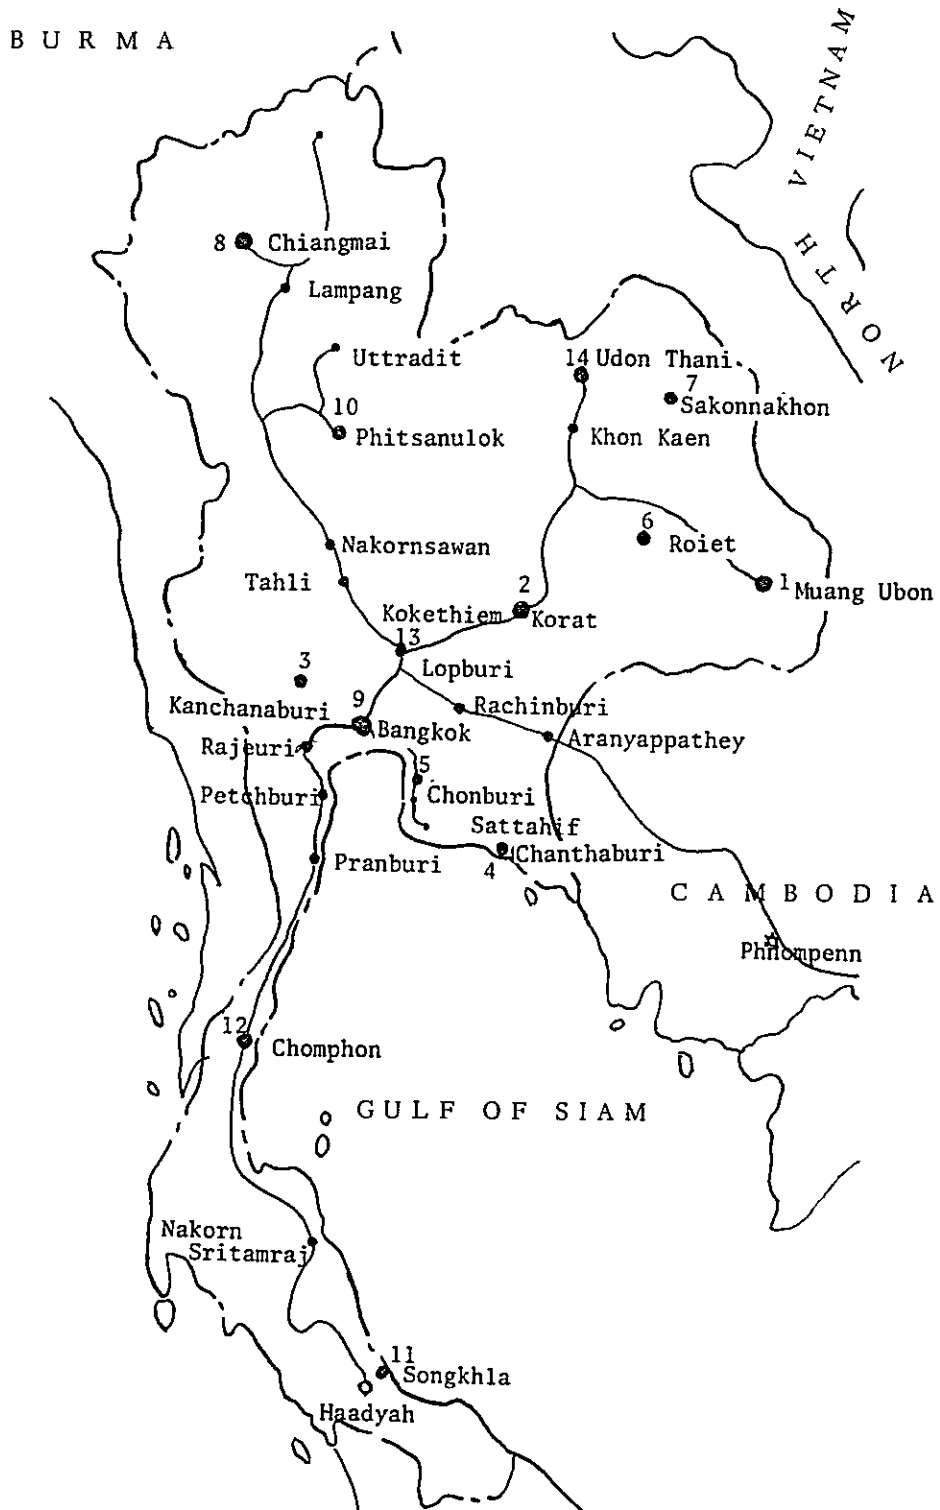 BURMA
VIETNAM
NORTH
8 Chiangmai
Lampang
Uttradit
14 Udon Thani
7
Sakonnakhon
10
Phitsanulok
Khon Kaen
6
Roiet
Nakornsawan
Tahli
1 Muang Ubon
2
Kokethiem
Korat
13
Lopburi
3
Kanchanaburi
9
Bangkok
Rachinburi
Rajeuri
Aranyappathey
5
Petchburi
Chonburi
Sattahif
Chanthaburi
4
Pranburi
CAMBODIA
Phnompenn
12
Chomphon
GULF OF SIAM
Nakorn
Sritamraj
11
Songkhla
Haadyah